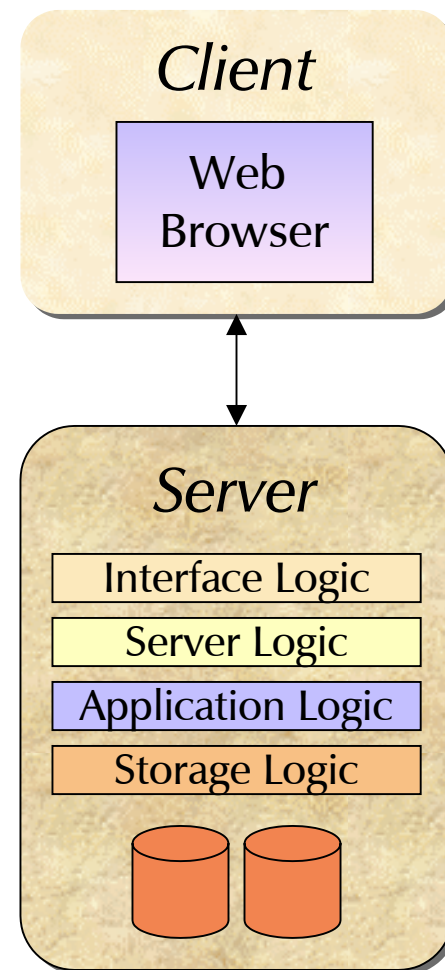 Client
Web
Browser
Server
Interface Logic
Server Logic
Application Logic
Storage Logic